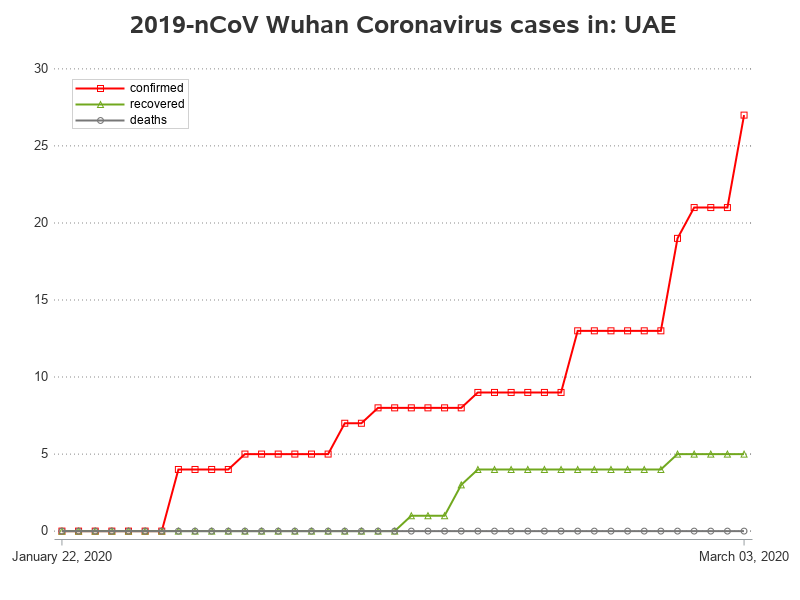 2019-nCoV Wuhan Coronavirus cases in: UAE
30
confirmed
recovered
deaths
25
20
15
10
5
0
January 22, 2020
March 03, 2020